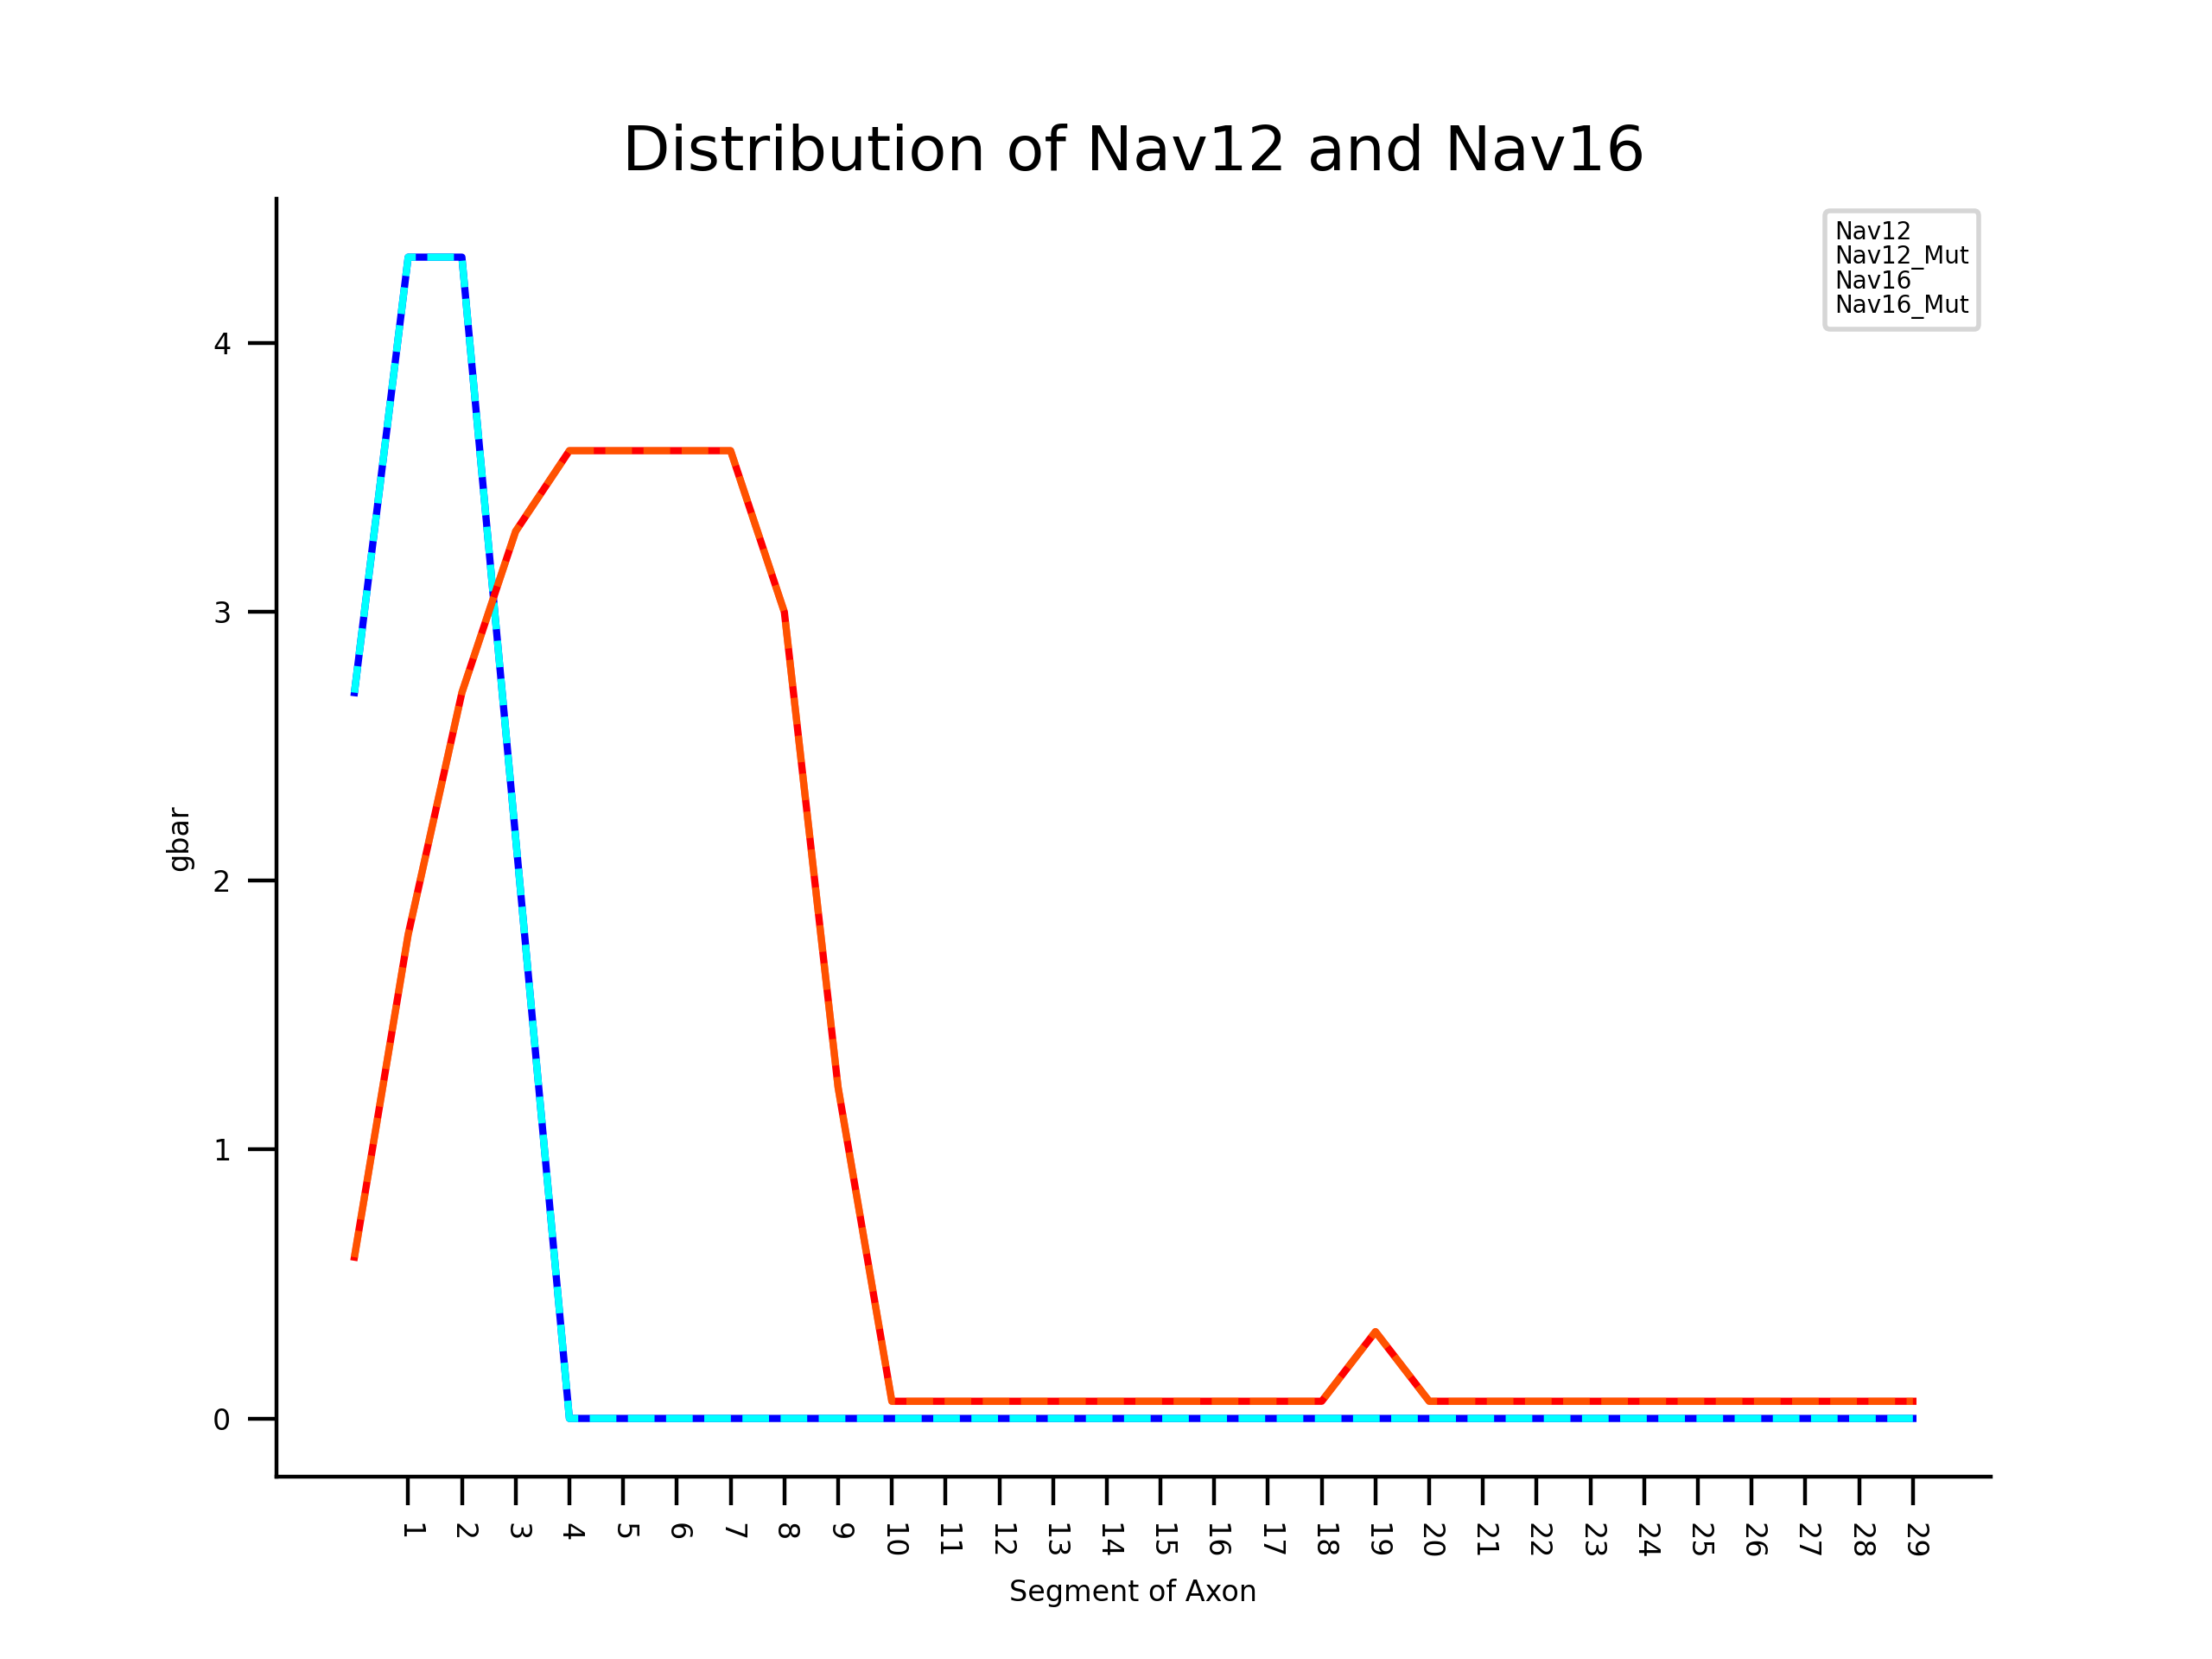 Distribution of Nav12 and Nav16
Nav12
Nav12_Mut
Nav16
Nav16_Mut
4
3
2
1
0
gbar
1 2 3 4 5 6 7 8 9 10 11 12 13 14 15 16 17 18 19 20 21 22 23 24 25 26 27 28 29
Segment of Axon